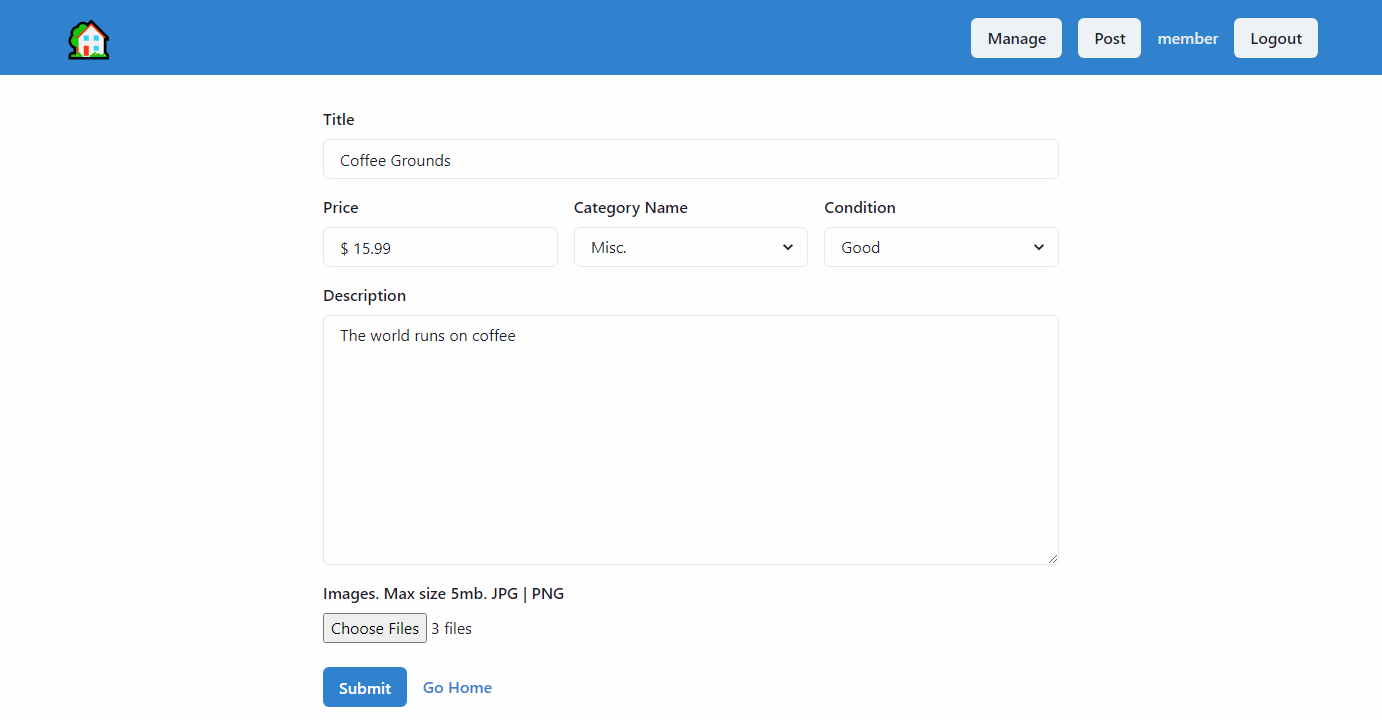 Manage Post member Logout
Title
Coffee Grounds
Price Category Name Condition
$ 15.99 Misc. Good
Description
The world runs on coffee
Images. Max size 5mb. JPG | PNG
Choose Files 3 files
Submit Go Home